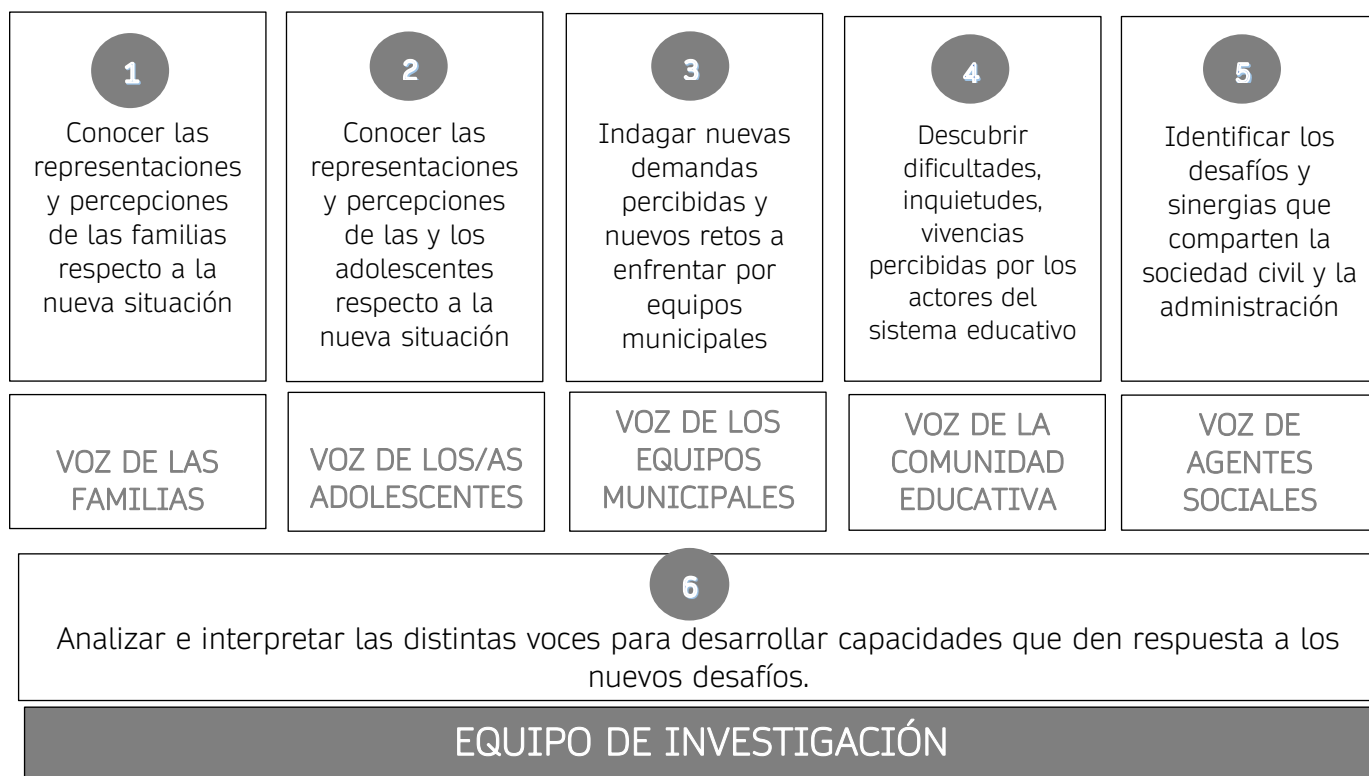 1
Conocer las
representaciones
y percepciones
de las familias
respecto a la
nueva situación
2
Conocer las
representaciones
y percepciones
de las y los
adolescentes
respecto a la
nueva situación
3
Indagar nuevas
demandas
percibidas y
nuevos retos a
enfrentar por
equipos
municipales
4
Descubrir
dificultades,
inquietudes,
vivencias
percibidas por los
actores del
sistema educativo
5
Identificar los
desafíos y
sinergias que
comparten la
sociedad civil y la
administración
VOZ DE LAS
FAMILIAS
VOZ DE LOS/AS
ADOLESCENTES
VOZ DE LOS
EQUIPOS
MUNICIPALES
VOZ DE LA
COMUNIDAD
EDUCATIVA
VOZ DE
AGENTES
SOCIALES
6
Analizar e interpretar las distintas voces para desarrollar capacidades que den respuesta a los
nuevos desafíos.
EQUIPO DE INVESTIGACIÓN